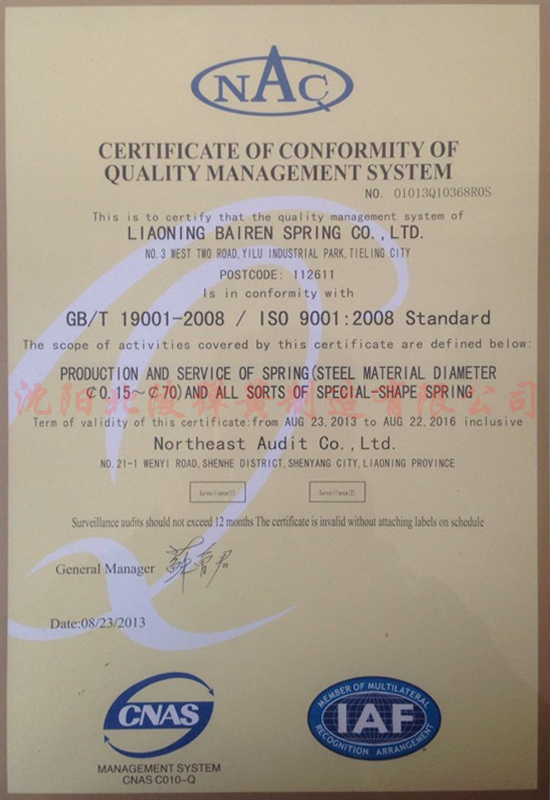 NAC
CERTIFICATE OF CONFORMITY OF
QUALITY MANAGEMENT SYSTEM
NO. 01013Q10368R0S
This is to certify that the quality management system of
LIAONING BAIREN SPRING CO.,LTD.
NO.3 WEST TWO ROAD,YILU INDUSTRIAL PARK,TIELING CITY
POSTCODE: 112611
Is in conformity with
GB/T 19001-2008 / ISO 9001:2008 Standard
The scope of activities covered by this certificate are defined below:
PRODUCTION AND SERVICE OF SPRING(STEEL MATERIAL DIAMETER
¢0.15~¢70)AND ALL SORTS OF SPECIAL-SHAPE SPRING
沈阳北陵弹簧制造有限公司
Term of validity of this certificate:from AUG 23,2013 to AUG 22,2016 inclusive
Northeast Audit Co.,Ltd.
NO.21-1 WENYI ROAD,SHENHE DISTRICT,SHENYANG CITY,LIAONING PROVINCE
Surveillance(1) Surveillance(2)
Surveillance audits should not exceed 12 months The certificate is invalid without attaching labels on schedule
General Manager
Date:08/23/2013
CNAS
MANAGEMENT SYSTEM
CNAS C010-Q
MEMBER OF MULTILATERAL
IAF
RECOGNITION ARRANGEMENT